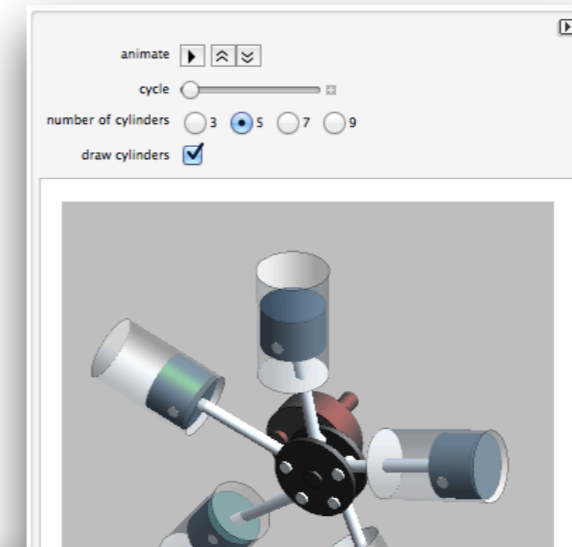 animate
cycle
number of cylinders 3 5 7 9
draw cylinders